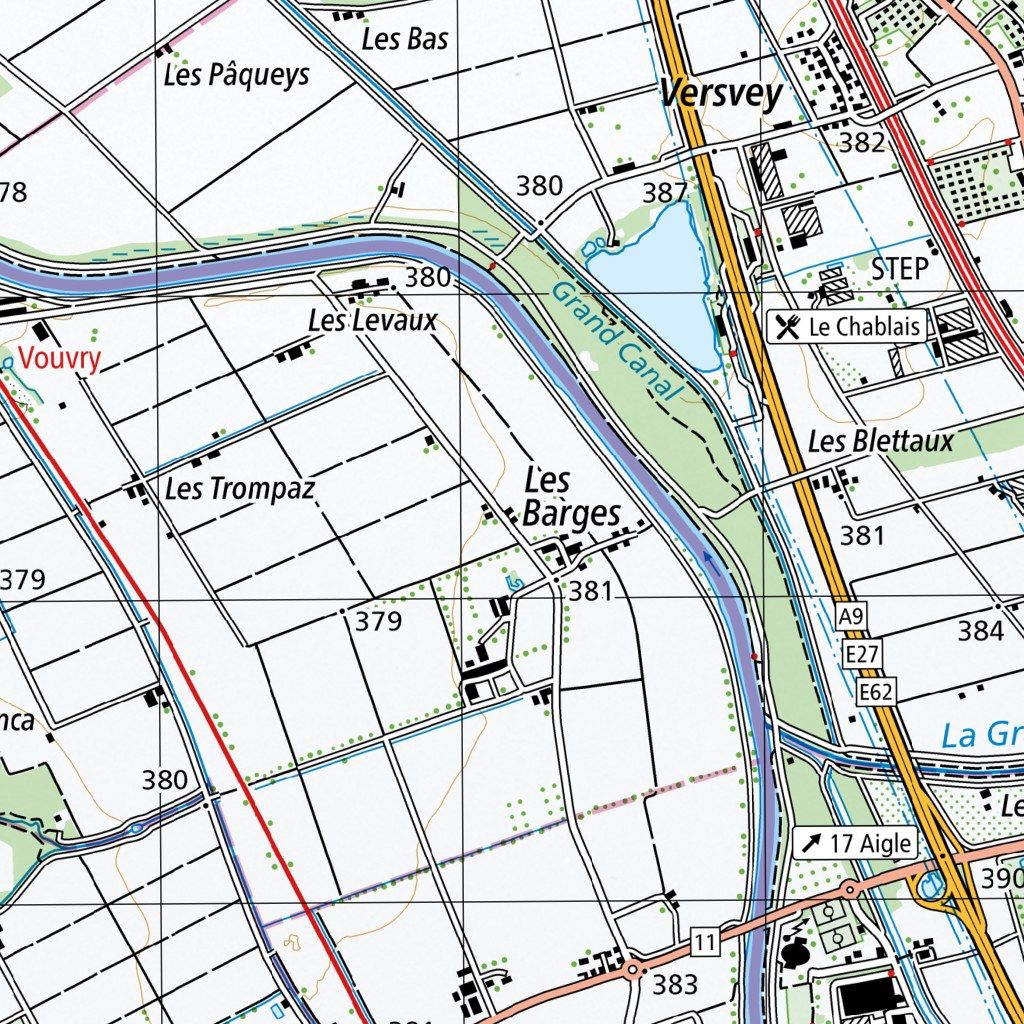 Les Bas
Les Pâqueys
Versvey
382
78
380
387
STEP
380
Grand Canal
Les Levaux
Le Chablais
Vouvry
Les Blettaux
Les Trompaz
Les
Barges
381
379
381
379
A9
384
E27
E62
nca
La Gr
380
Le
17 Aigle
390
11
383